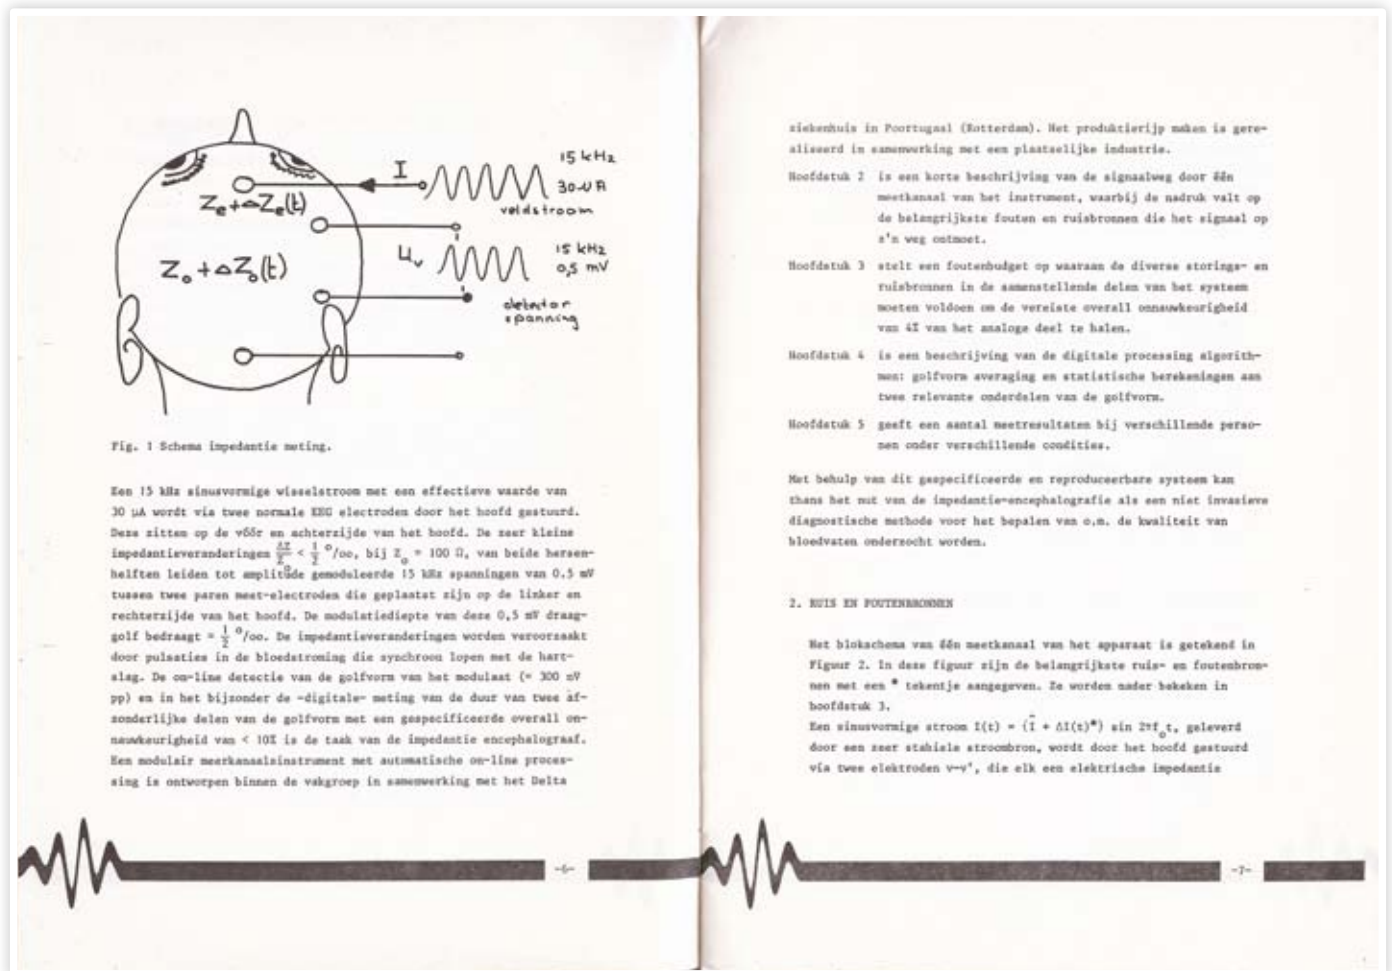 15 kHz
I
30 μA
veldstroom
Ze + ΔZe(t)
Uv
15 kHz
0,5 mV
Zo + ΔZo(t)
detector
spanning
Fig. 1 Schema impedantie meting.
Een 15 kHz sinusvormige wisselstroom met een effectieve waarde van
30 μA wordt via twee normale EEG electroden door het hoofd gestuurd.
Deze zitten op de vóór en achterzijde van het hoofd. De zeer kleine
impedantieveranderingen ΔZ/Zo < 1/2 °/oo, bij Zo = 100 Ω, van beide hersen-
helften leiden tot amplitude gemoduleerde 15 kHz spanningen van 0.5 mV
tussen twee paren meet-electroden die geplaatst zijn op de linker en
rechterzijde van het hoofd. De modulatiediepte van deze 0,5 mV draag-
golf bedraagt = 1/2 °/oo. De impedantieveranderingen worden veroorzaakt
door pulsaties in de bloedstroming die synchroon lopen met de hart-
slag. De on-line detectie van de golfvorm van het modulaat (= 300 nV
pp) en in het bijzonder de -digitale- meting van de duur van twee af-
zonderlijke delen van de golfvorm met een gespecificeerde overall on-
nauwkeurigheid van < 10% is de taak van de impedantie encephalograaf.
Een modulair meerkanaalsinstrument met automatische on-line proces-
sing is ontworpen binnen de vakgroep in samenwerking met het Delta
-6-
ziekenhuis in Poortugaal (Rotterdam). Het produktierijp maken is gere-
aliseerd in samenwerking met een plaatselijke industrie.
Hoofdstuk 2 is een korte beschrijving van de signaalweg door één
meetkanaal van het instrument, waarbij de nadruk valt op
de belangrijkste fouten en ruisbronnen die het signaal op
z'n weg ontmoet.
Hoofdstuk 3 stelt een foutenbudget op waaraan de diverse storings- en
ruisbronnen in de samenstellende delen van het systeem
moeten voldoen om de vereiste overall onnauwkeurigheid
van 4% van het analoge deel te halen.
Hoofdstuk 4 is een beschrijving van de digitale processing algorith-
men: golfvorm averaging en statistische berekeningen aan
twee relevante onderdelen van de golfvorm.
Hoofdstuk 5 geeft een aantal meetresultaten bij verschillende perso-
nen onder verschillende condities.
Met behulp van dit gespecificeerde en reproduceerbare systeem kan
thans het nut van de impedantie-encephalografie als een niet invasieve
diagnostische methode voor het bepalen van o.m. de kwaliteit van
bloedvaten onderzocht worden.
2. RUIS EN FOUTENBRONNEN
Het blokschema van één meetkanaal van het apparaat is getekend in
Figuur 2. In deze figuur zijn de belangrijkste ruis- en foutenbron-
nen met een * tekentje aangegeven. Ze worden nader bekeken in
hoofdstuk 3.
Een sinusvormige stroom I(t) = (Î + ΔI(t)*) sin 2πfot, geleverd
door een zeer stabiele stroombron, wordt door het hoofd gestuurd
via twee elektroden v-v', die elk een elektrische impedantie
-7-